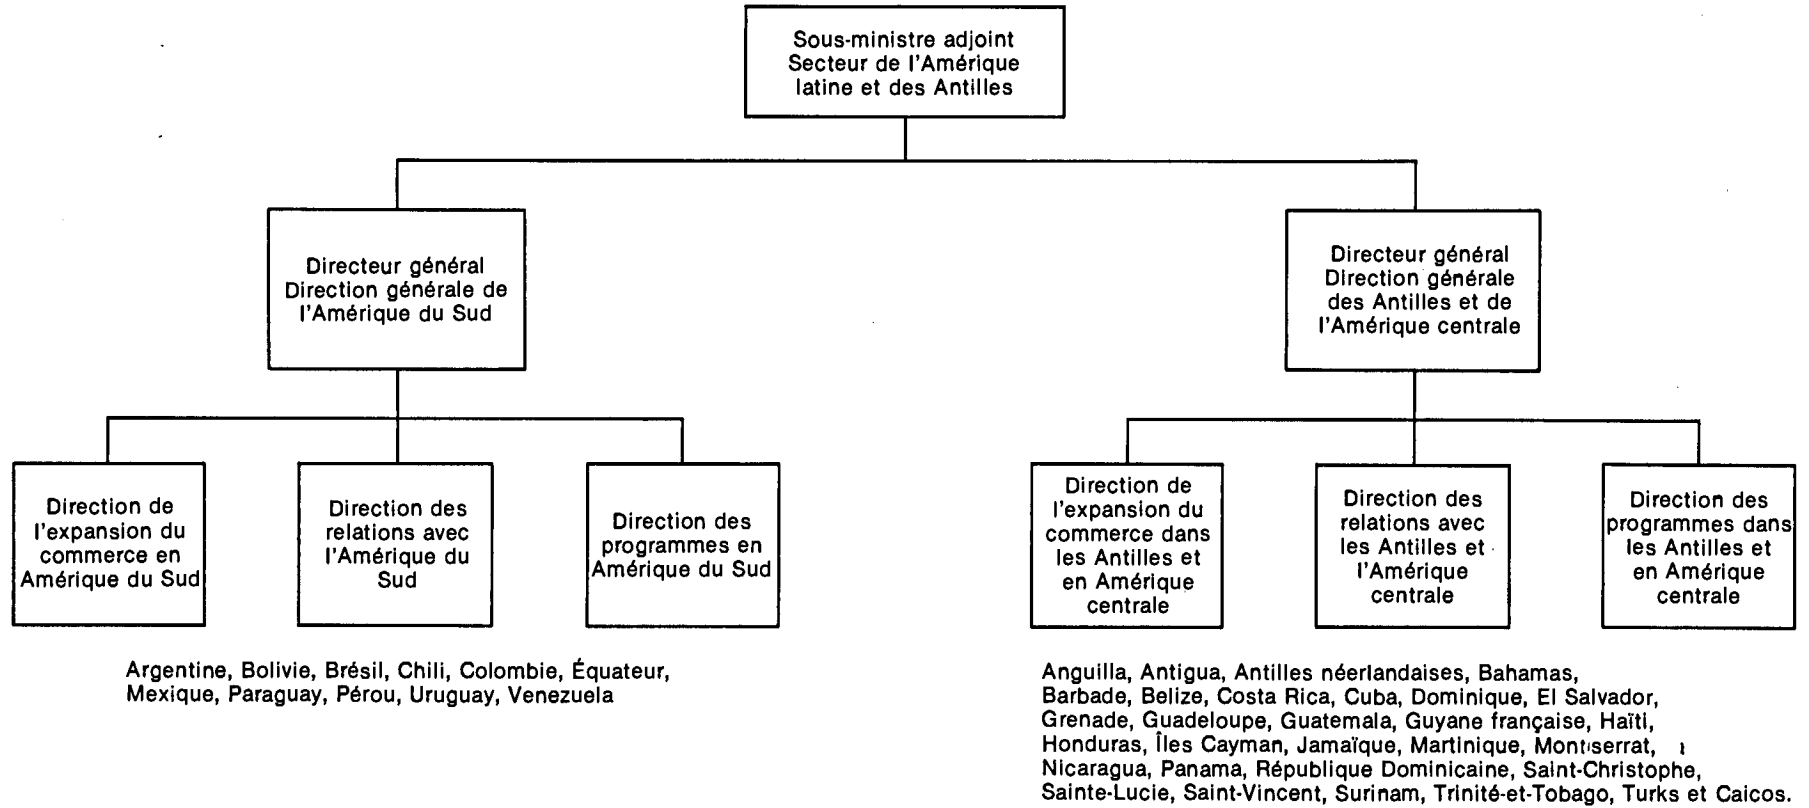 Sous-ministre adjoint
Secteur de l'Amérique
latine et des Antilles
Directeur général
Direction générale de
l'Amérique du Sud
Directeur général
Direction générale
des Antilles et de
l'Amérique centrale
Direction de
l'expansion du
commerce en
Amérique du Sud
Direction des
relations avec
l'Amérique du
Sud
Direction des
programmes en
Amérique du Sud
Direction de
l'expansion du
commerce dans
les Antilles et
en Amérique
centrale
Direction des
relations avec
les Antilles et
l'Amérique
centrale
Direction des
programmes dans
les Antilles et
en Amérique
centrale
Argentine, Bolivie, Brésil, Chili, Colombie, Équateur,
Mexique, Paraguay, Pérou, Uruguay, Venezuela
Anguilla, Antigua, Antilles néerlandaises, Bahamas,
Barbade, Belize, Costa Rica, Cuba, Dominique, El Salvador,
Grenade, Guadeloupe, Guatemala, Guyane française, Haïti,
Honduras, Îles Cayman, Jamaïque, Martinique, Montserrat,
Nicaragua, Panama, République Dominicaine, Saint-Christophe,
Sainte-Lucie, Saint-Vincent, Surinam, Trinité-et-Tobago, Turks et Caicos.